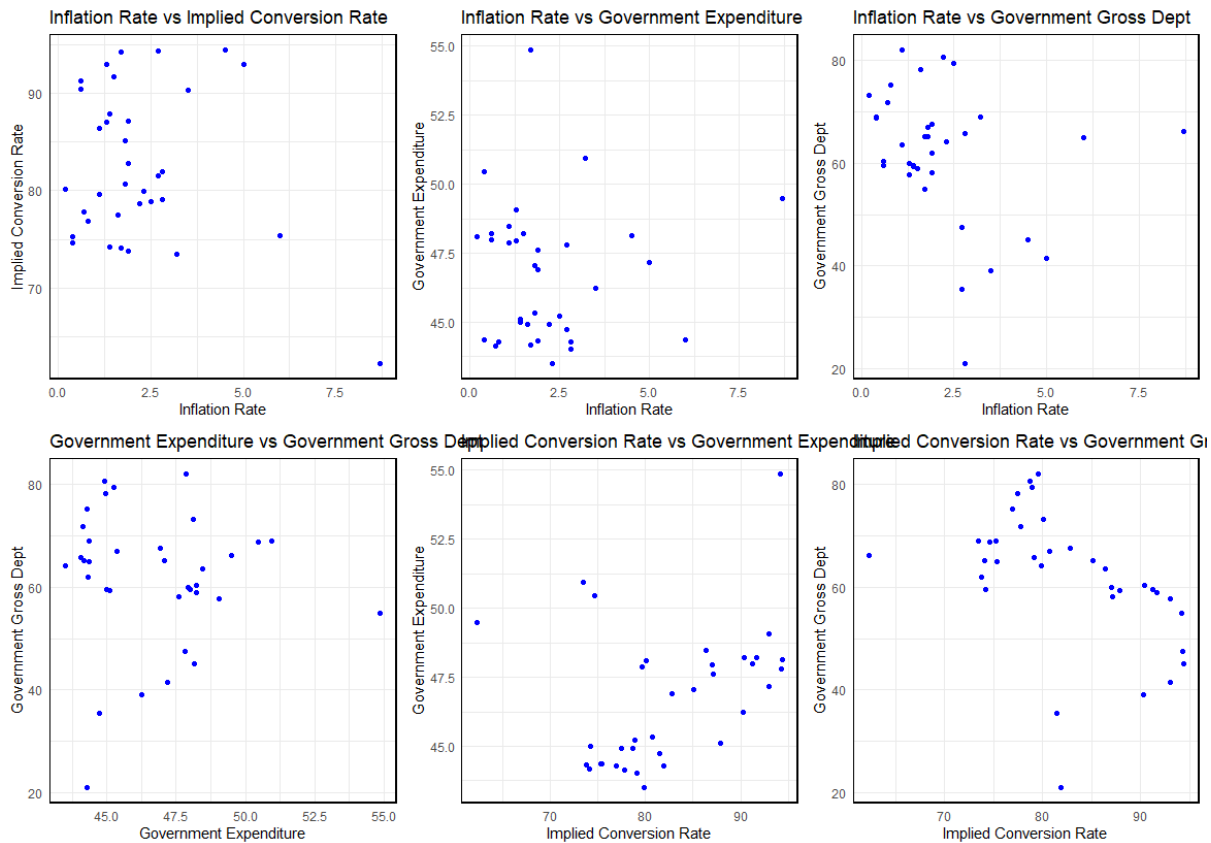 Inflation Rate vs Implied Conversion Rate
Implied Conversion Rate
90
80
70
0.0 2.5 5.0 7.5
Inflation Rate
Inflation Rate vs Government Expenditure
Government Expenditure
55.0
52.5
50.0
47.5
45.0
0.0 2.5 5.0 7.5
Inflation Rate
Inflation Rate vs Government Gross Dept
Government Gross Dept
80
60
40
20
0.0 2.5 5.0 7.5
Inflation Rate
Government Expenditure vs Government Gross Dept
Government Gross Dept
80
60
40
20
45.0 47.5 50.0 52.5 55.0
Government Expenditure
Implied Conversion Rate vs Government Expenditure
Government Expenditure
55.0
52.5
50.0
47.5
45.0
70 80 90
Implied Conversion Rate
Implied Conversion Rate vs Government Gr
Government Gross Dept
80
60
40
20
70 80 90
Implied Conversion Rate